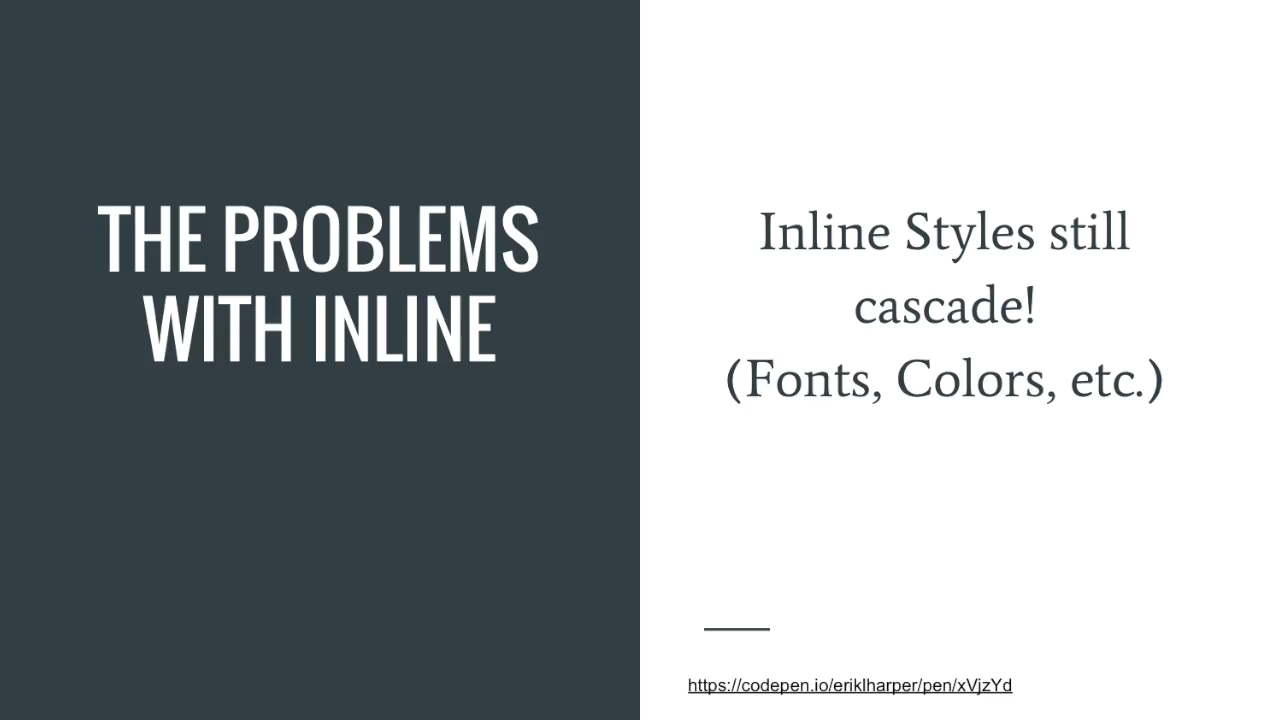 THE PROBLEMS
WITH INLINE
Inline Styles still
cascade!
(Fonts, Colors, etc.)
https://codepen.io/eriklharper/pen/xVjzYd